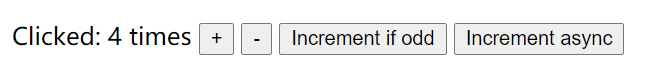 Clicked: 4 times + - Increment if odd Increment async